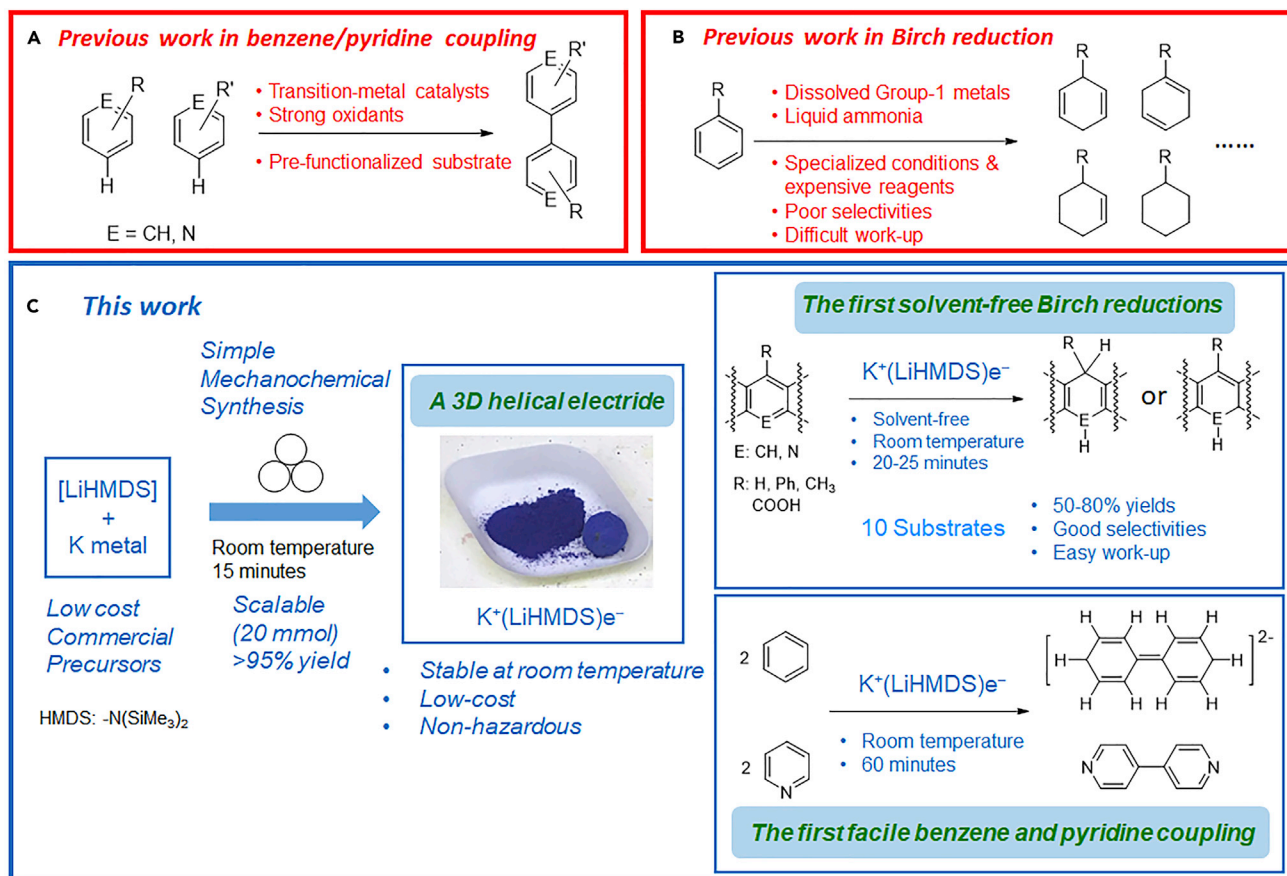 A Previous work in benzene/pyridine coupling
E
R
E
R'
H
H
E = CH, N
• Transition-metal catalysts
• Strong oxidants
• Pre-functionalized substrate
E
R'
E
R
B Previous work in Birch reduction
R
• Dissolved Group-1 metals
• Liquid ammonia
• Specialized conditions &
expensive reagents
• Poor selectivities
• Difficult work-up
R
R
R
R
......
C This work
Simple
Mechanochemical
Synthesis
[LiHMDS]
+
K metal
Room temperature
15 minutes
Low cost
Commercial
Precursors
Scalable
(20 mmol)
>95% yield
HMDS: -N(SiMe₃)₂
A 3D helical electride
K⁺(LiHMDS)e⁻
• Stable at room temperature
• Low-cost
• Non-hazardous
The first solvent-free Birch reductions
R
E
E: CH, N
R: H, Ph, CH₃
COOH
K⁺(LiHMDS)e⁻
• Solvent-free
• Room temperature
• 20-25 minutes
R H
E
H
or
R
E
H
10 Substrates
• 50-80% yields
• Good selectivities
• Easy work-up
2
K⁺(LiHMDS)e⁻
• Room temperature
• 60 minutes
H H H H
H H
H H H H
2-
2
N
N
N
The first facile benzene and pyridine coupling